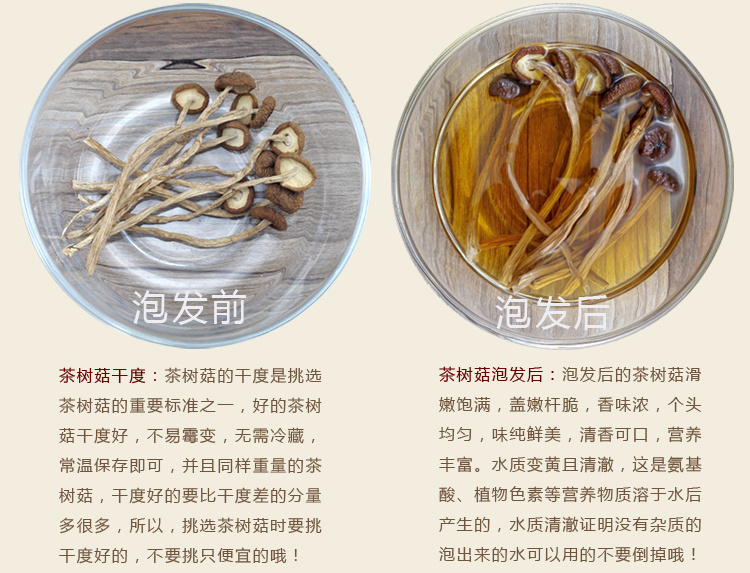 泡发前
泡发后
茶树菇干度：茶树菇的干度是挑选
茶树菇的重要标准之一，好的茶树
菇干度好，不易霉变，无需冷藏，
常温保存即可，并且同样重量的茶
树菇，干度好的要比干度差的分量
多很多，所以，挑选茶树菇时要挑
干度好的，不要挑只便宜的哦！
茶树菇泡发后：泡发后的茶树菇滑
嫩饱满，盖嫩杆脆，香味浓，个头
均匀，味纯鲜美，清香可口，营养
丰富。水质变黄且清澈，这是氨基
酸、植物色素等营养物质溶于水后
产生的，水质清澈证明没有杂质的
泡出来的水可以用的不要倒掉哦！